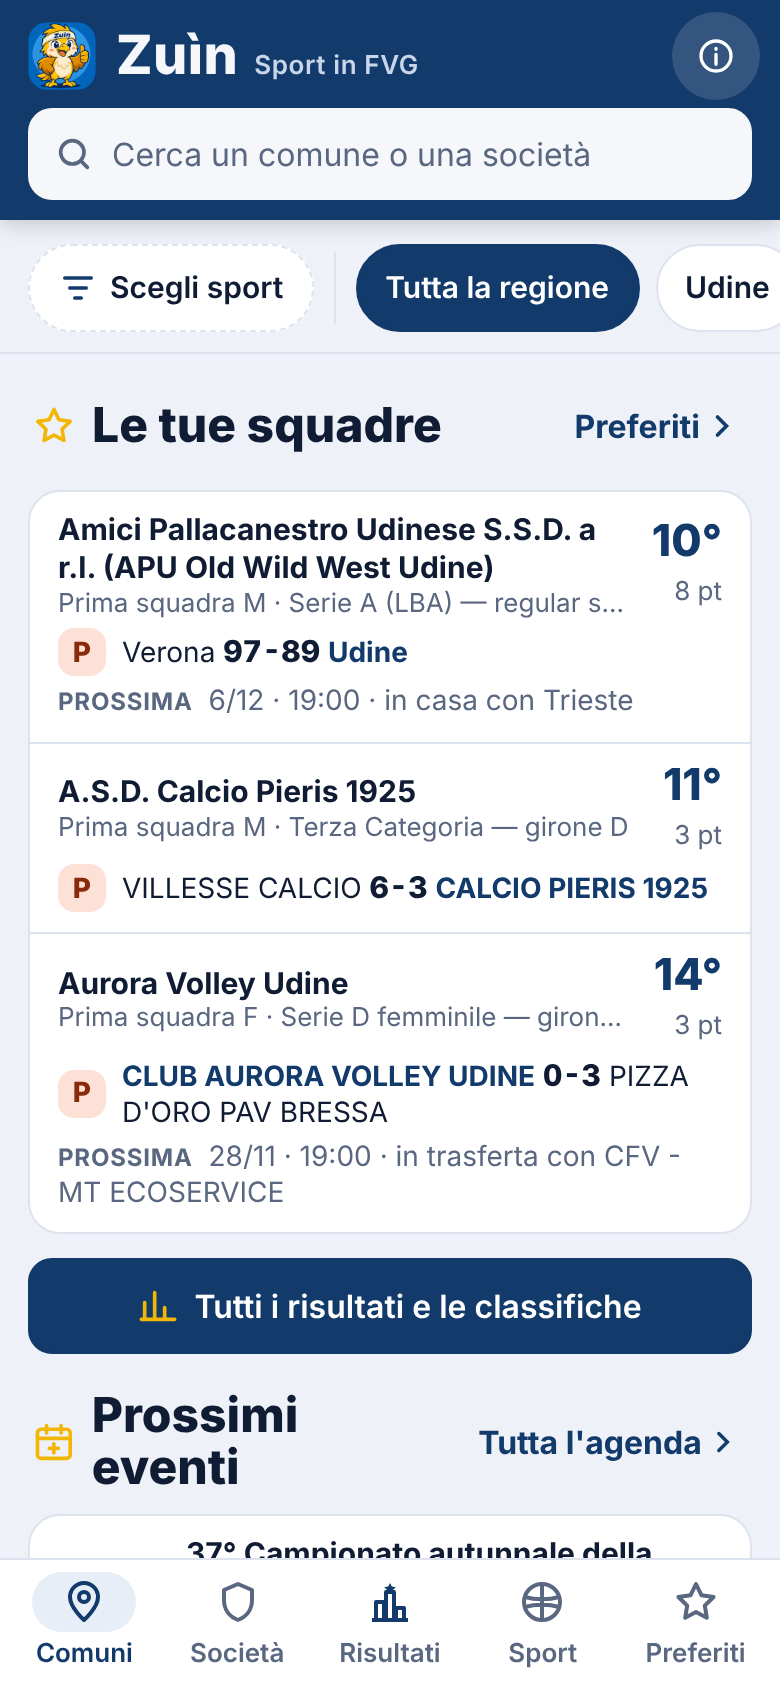 Zuìn
Zuìn Sport in FVG
Cerca un comune o una società
Scegli sport
Tutta la regione
Udine
Le tue squadre
Preferiti
Amici Pallacanestro Udinese S.S.D. a
r.l. (APU Old Wild West Udine)
10°
Prima squadra M · Serie A (LBA) — regular s...
8 pt
P Verona 97-89 Udine
PROSSIMA 6/12 · 19:00 · in casa con Trieste
A.S.D. Calcio Pieris 1925
11°
Prima squadra M · Terza Categoria — girone D
3 pt
P VILLESSE CALCIO 6-3 CALCIO PIERIS 1925
Aurora Volley Udine
14°
Prima squadra F · Serie D femminile — giron...
3 pt
P CLUB AURORA VOLLEY UDINE 0-3 PIZZA
D'ORO PAV BRESSA
PROSSIMA 28/11 · 19:00 · in trasferta con CFV -
MT ECOSERVICE
Tutti i risultati e le classifiche
Prossimi
eventi
Tutta l'agenda
37° Campionato autunnale della
Comuni
Società
Risultati
Sport
Preferiti